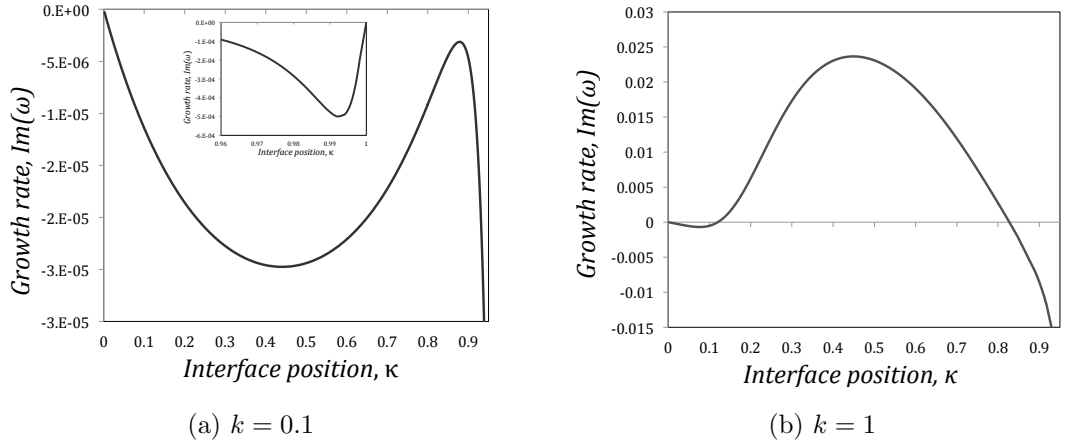 0.E+00
-5.E-06
-1.E-05
-2.E-05
-2.E-05
-3.E-05
-3.E-05
Growth rate, Im(ω)
0 0.1 0.2 0.3 0.4 0.5 0.6 0.7 0.8 0.9
Interface position, κ
0.E+00
-1.E-04
-2.E-04
-3.E-04
-4.E-04
-5.E-04
-6.E-04
Growth rate, Im(ω)
0.96 0.97 0.98 0.99 1
Interface position, κ
(a) k = 0.1
0.03
0.025
0.02
0.015
0.01
0.005
0
-0.005
-0.01
-0.015
Growth rate, Im(ω)
0 0.1 0.2 0.3 0.4 0.5 0.6 0.7 0.8 0.9
Interface position, κ
(b) k = 1